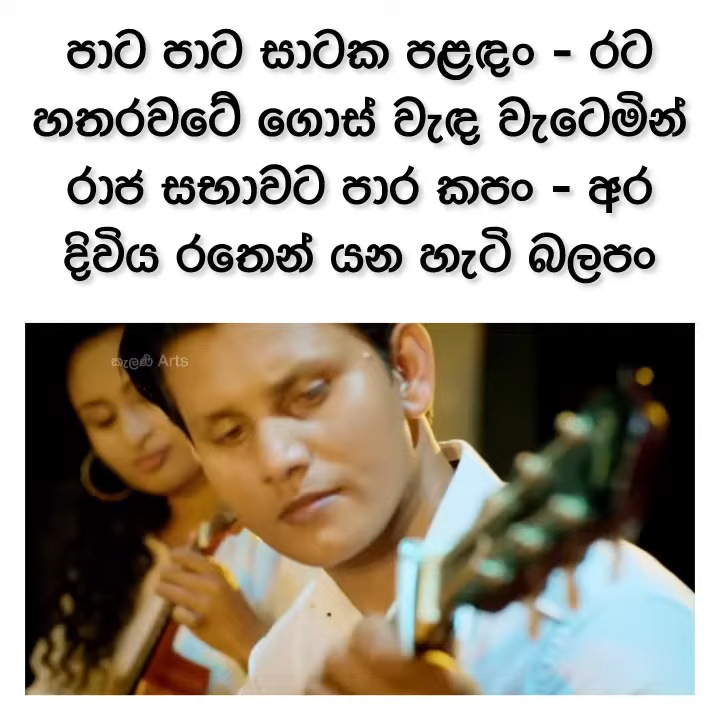 පාට පාට සාටක පළඳං - රට
හතරවටේ ගොස් වැඳ වැටෙමින්
රාජ සභාවට පාර කපං - අර
දිවිය රතෙන් යන හැටි බලපං
කැලණි Arts